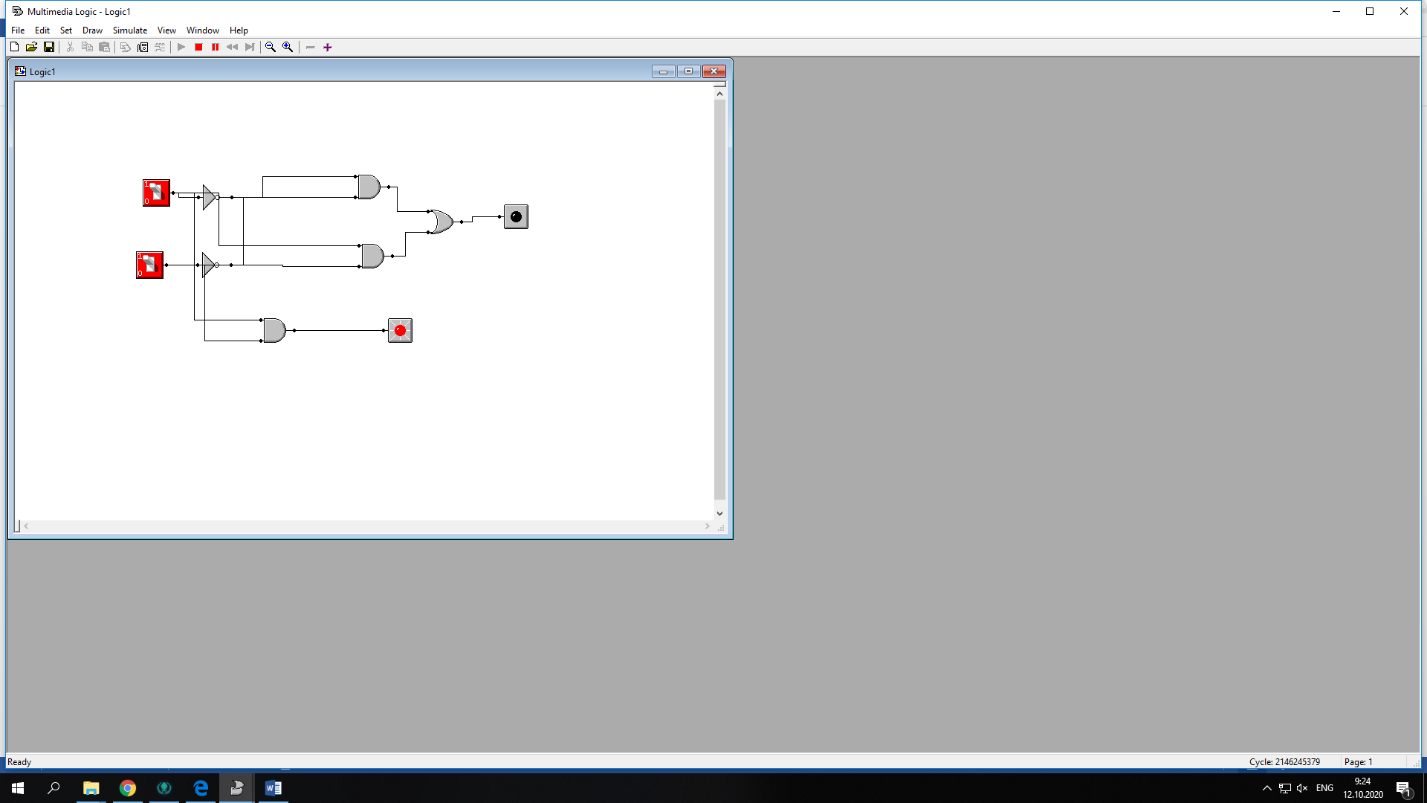 Multimedia Logic - Logic1
File Edit Set Draw Simulate View Window Help
Logic1
1
0
1
0
Ready Cycle: 2146245379 Page: 1
ENG 9:24
12.10.2020
1